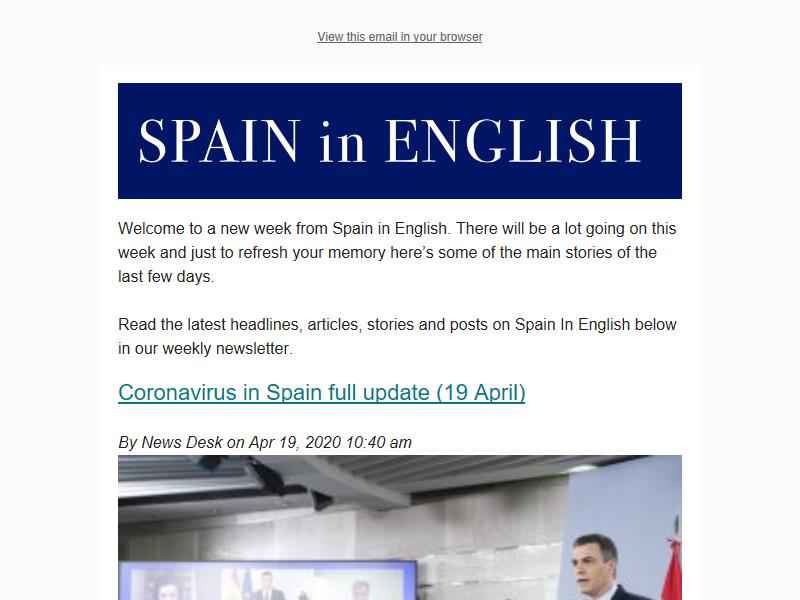 View this email in your browser
SPAIN in ENGLISH
Welcome to a new week from Spain in English. There will be a lot going on this
week and just to refresh your memory here’s some of the main stories of the
last few days.
Read the latest headlines, articles, stories and posts on Spain In English below
in our weekly newsletter.
Coronavirus in Spain full update (19 April)
By News Desk on Apr 19, 2020 10:40 am